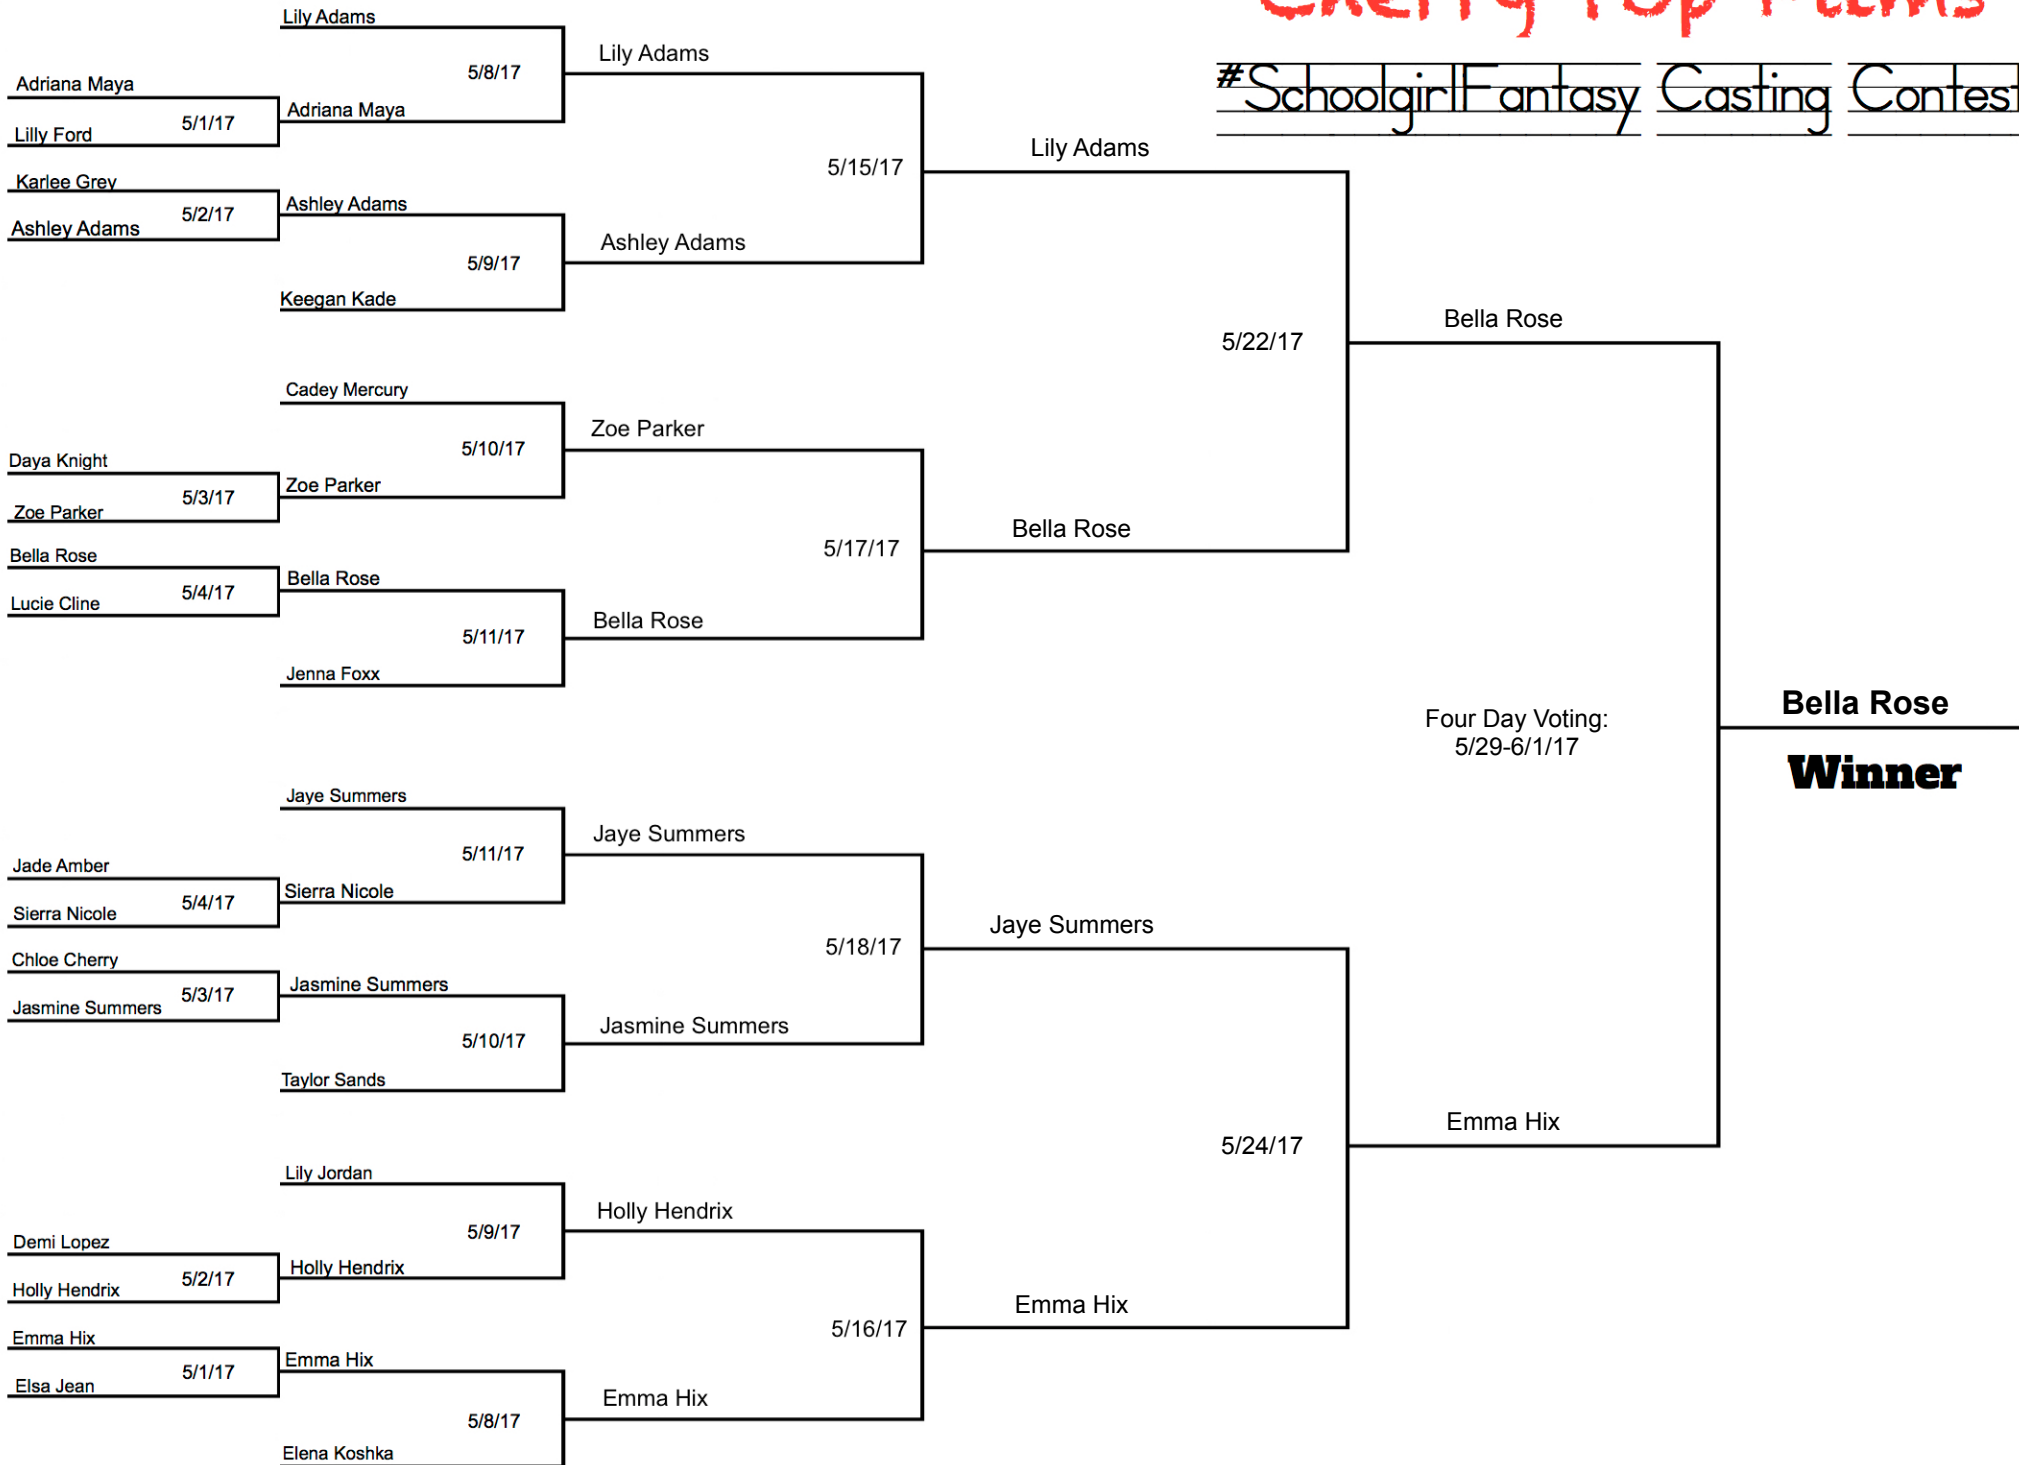 Cherry Pop Films
#SchoolgirlFantasy Casting Contest
Lily Adams
5/8/17
Adriana Maya
Adriana Maya
5/1/17
Lilly Ford
Lily Adams
5/15/17
Karlee Grey
5/2/17
Ashley Adams
Ashley Adams
5/9/17
Keegan Kade
Ashley Adams
Lily Adams
5/22/17
Cadey Mercury
5/10/17
Daya Knight
5/3/17
Zoe Parker
Zoe Parker
Zoe Parker
5/17/17
Bella Rose
5/4/17
Lucie Cline
Bella Rose
5/11/17
Jenna Foxx
Bella Rose
Bella Rose
Bella Rose
Four Day Voting:
5/29-6/1/17
Bella Rose
Winner
Jaye Summers
5/11/17
Jade Amber
5/4/17
Sierra Nicole
Sierra Nicole
Jaye Summers
5/18/17
Chloe Cherry
5/3/17
Jasmine Summers
Jasmine Summers
5/10/17
Taylor Sands
Jasmine Summers
Jaye Summers
5/24/17
Emma Hix
Lily Jordan
5/9/17
Demi Lopez
5/2/17
Holly Hendrix
Holly Hendrix
Holly Hendrix
5/16/17
Emma Hix
Emma Hix
5/1/17
Elsa Jean
Emma Hix
5/8/17
Elena Koshka
Emma Hix